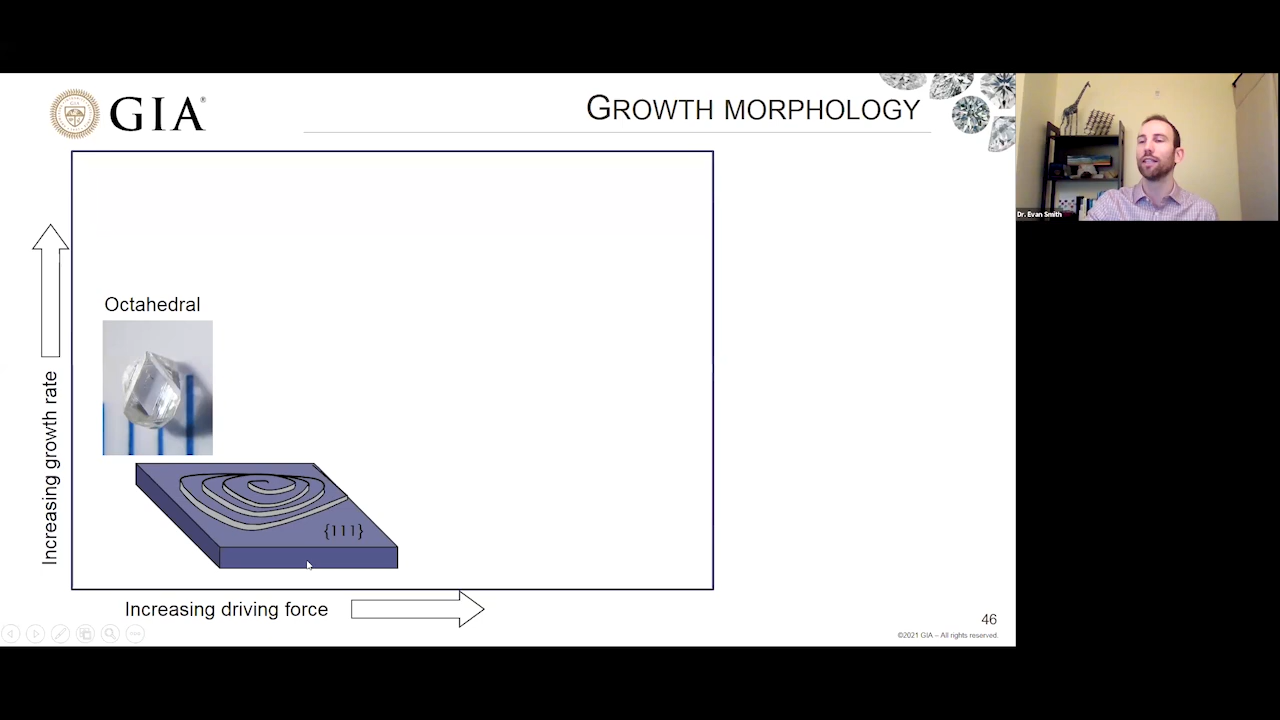 GIA®
GROWTH MORPHOLOGY
Dr. Evan Smith
Octahedral
{111}
Increasing growth rate
Increasing driving force
46
©2021 GIA – All rights reserved.